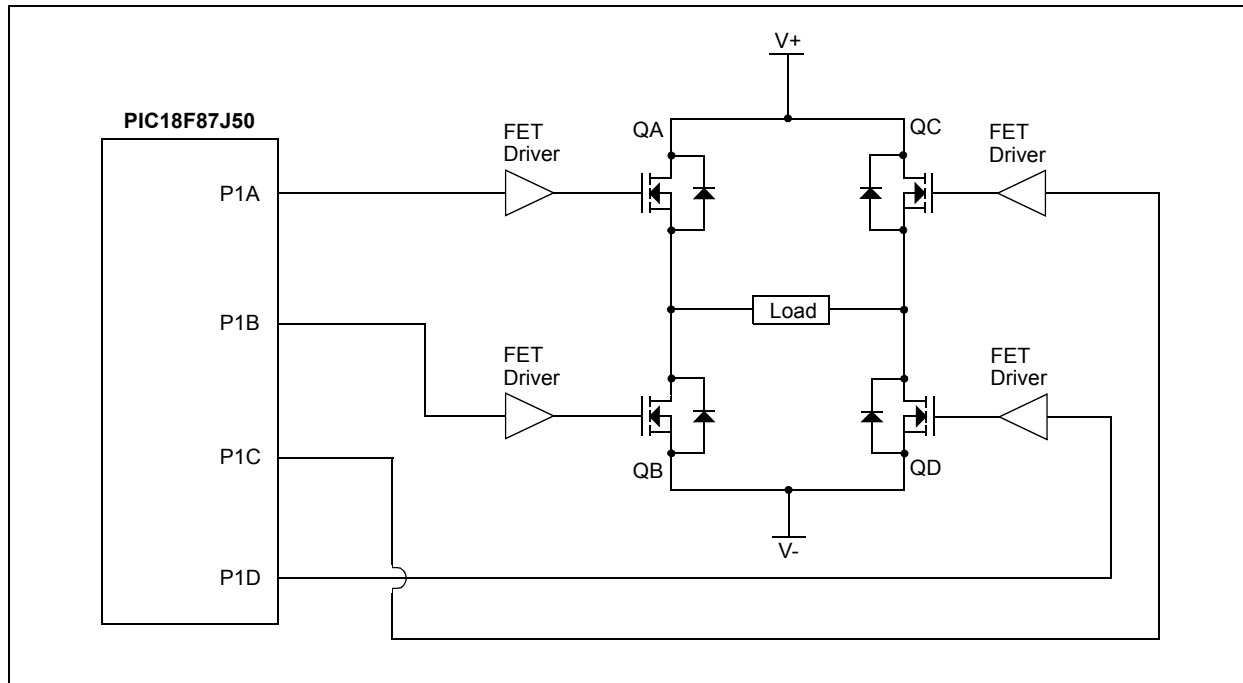 V+
PIC18F87J50
FET
Driver
QA
QC
FET
Driver
P1A
Load
P1B
FET
Driver
FET
Driver
P1C
QB
QD
V-
P1D